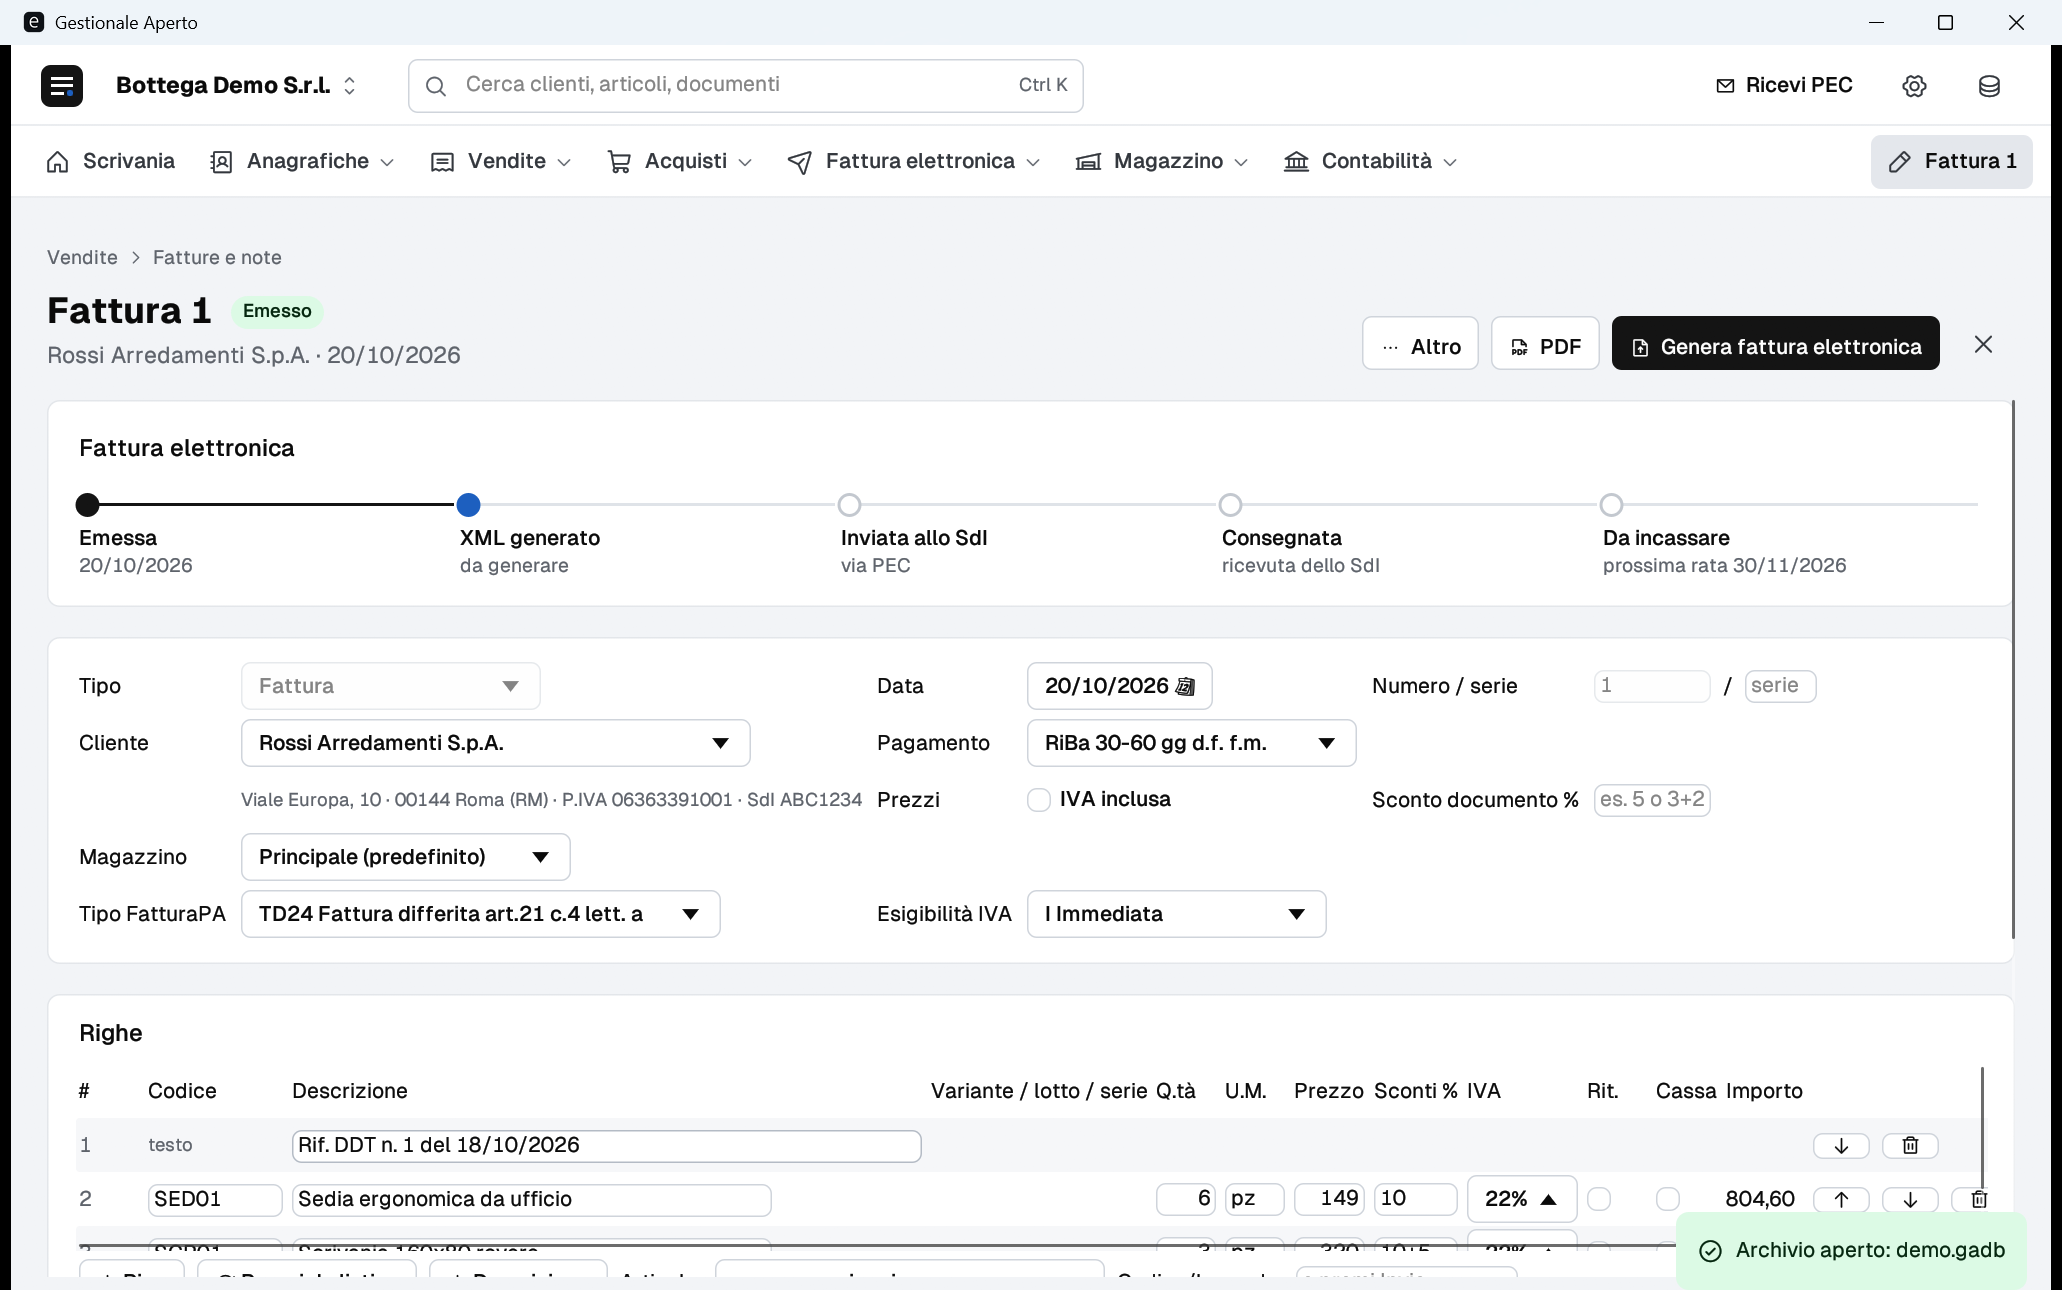 Gestionale Aperto
Bottega Demo S.r.l.
Cerca clienti, articoli, documenti
Ctrl K
Ricevi PEC
Scrivania
Anagrafiche
Vendite
Acquisti
Fattura elettronica
Magazzino
Contabilità
Fattura 1
Vendite > Fatture e note
Fattura 1
Emesso
Rossi Arredamenti S.p.A. · 20/10/2026
··· Altro
PDF
Genera fattura elettronica
Fattura elettronica
Emessa
20/10/2026
XML generato
da generare
Inviata allo SdI
via PEC
Consegnata
ricevuta dello SdI
Da incassare
prossima rata 30/11/2026
Tipo
Fattura
Data
20/10/2026
Numero / serie
1 / serie
Cliente
Rossi Arredamenti S.p.A.
Pagamento
RiBa 30-60 gg d.f. f.m.
Viale Europa, 10 · 00144 Roma (RM) · P.IVA 06363391001 · SdI ABC1234
Prezzi
IVA inclusa
Sconto documento %
es. 5 o 3+2
Magazzino
Principale (predefinito)
Tipo FatturaPA
TD24 Fattura differita art.21 c.4 lett. a
Esigibilità IVA
I Immediata
Righe
# Codice Descrizione Variante / lotto / serie Q.tà U.M. Prezzo Sconti % IVA Rit. Cassa Importo
1 testo Rif. DDT n. 1 del 18/10/2026
2 SED01 Sedia ergonomica da ufficio 6 pz 149 10 22% 804,60
Archivio aperto: demo.gadb